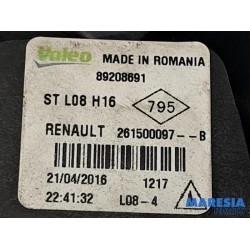 Valeo
MADE IN ROMANIA
89208691
ST L08 H16
795
RENAULT 261500097--B
21/04/2016 1217
22:41:32 L08-4
MARESIA